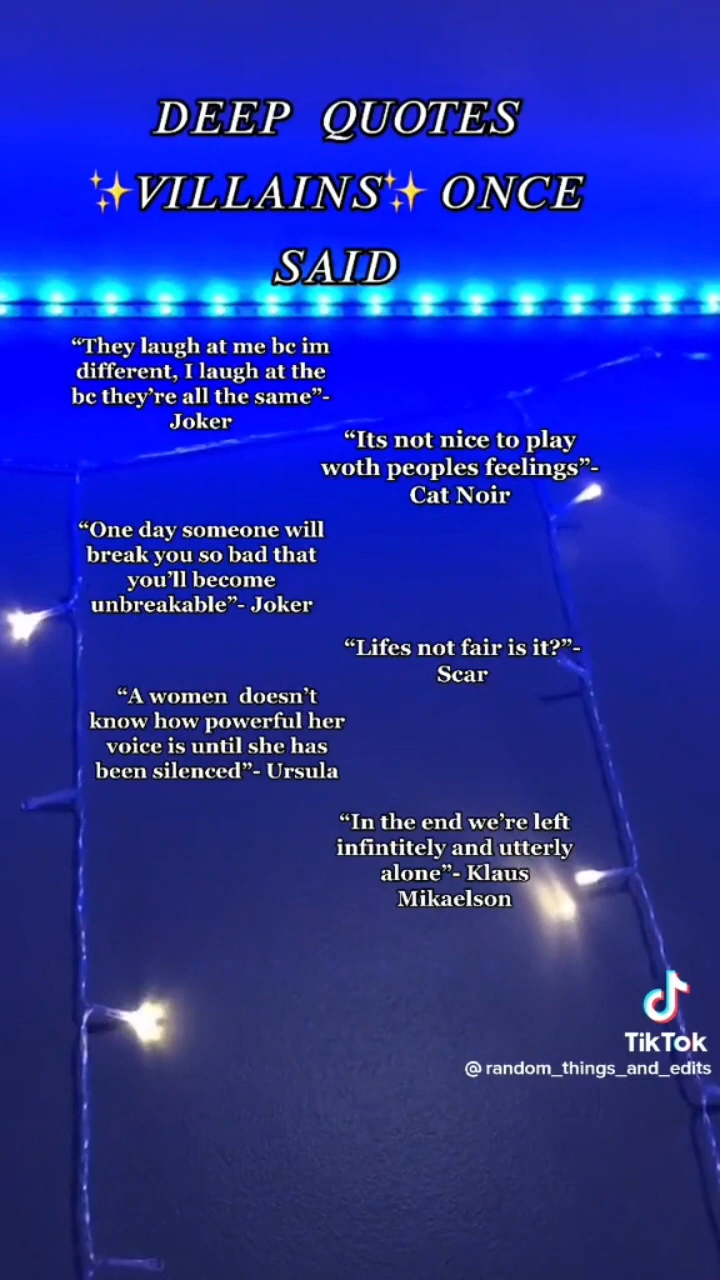 DEEP QUOTES
✨VILLAINS✨ ONCE
SAID
“They laugh at me bc im
different, I laugh at the
bc they’re all the same”-
Joker
“Its not nice to play
woth peoples feelings”-
Cat Noir
“One day someone will
break you so bad that
you’ll become
unbreakable”- Joker
“Lifes not fair is it?”-
Scar
“A women doesn’t
know how powerful her
voice is until she has
been silenced”- Ursula
“In the end we’re left
infintitely and utterly
alone”- Klaus
Mikaelson
TikTok
@random_things_and_edits